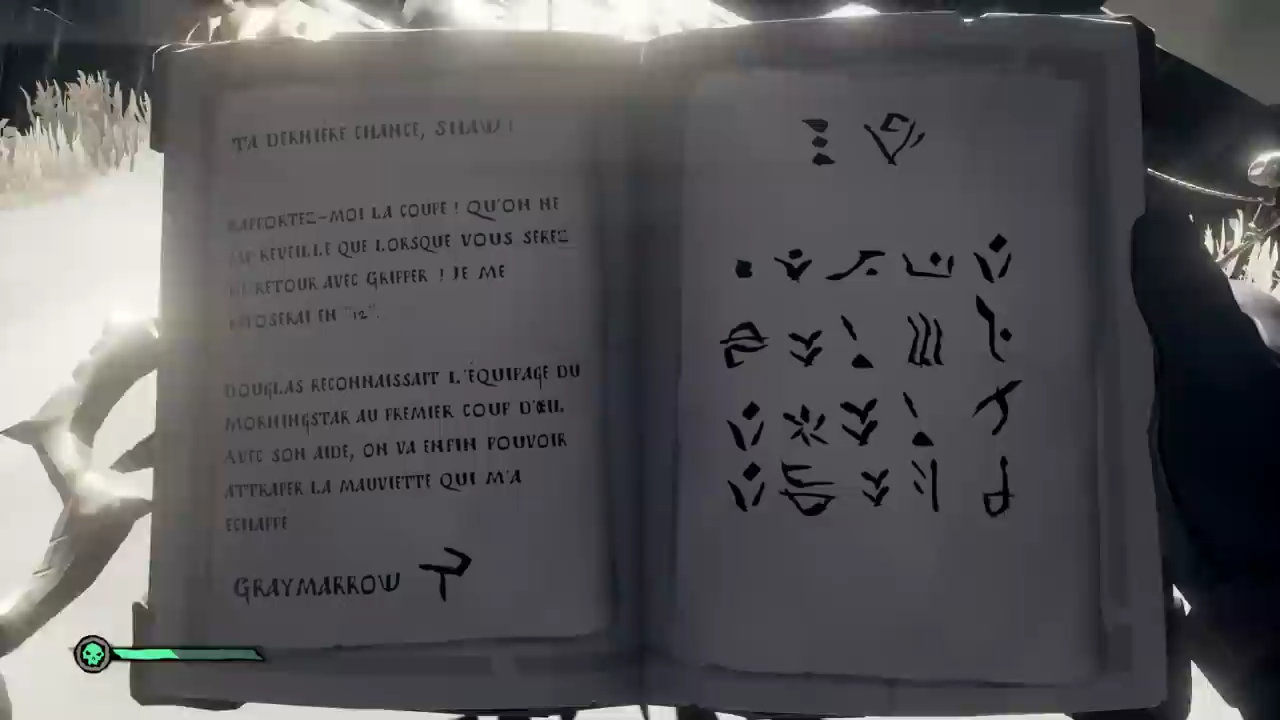 TA DERNIÈRE CHANCE, SHAW !
RAPPORTEZ-MOI LA COUPE ! QU'ON NE
ME RÉVEILLE QUE LORSQUE VOUS SEREZ
DE RETOUR AVEC GRIPPER ! JE ME
REPOSERAI EN "12".
DOUGLAS RECONNAISSAIT L'ÉQUIPAGE DU
MORNINGSTAR AU PREMIER COUP D'ŒIL.
AVEC SON AIDE, ON VA ENFIN POUVOIR
ATTRAPER LA MAUVIETTE QUI M'A
ÉCHAPPÉ
GRAYMARROW